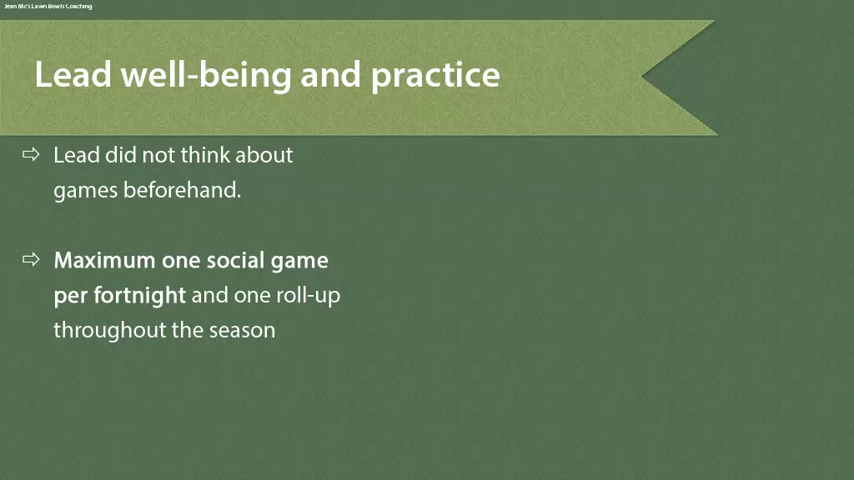 Jean Mc's Lawn Bowls Coaching
Lead well-being and practice
⇨ Lead did not think about
games beforehand.
⇨ Maximum one social game
per fortnight and one roll-up
throughout the season